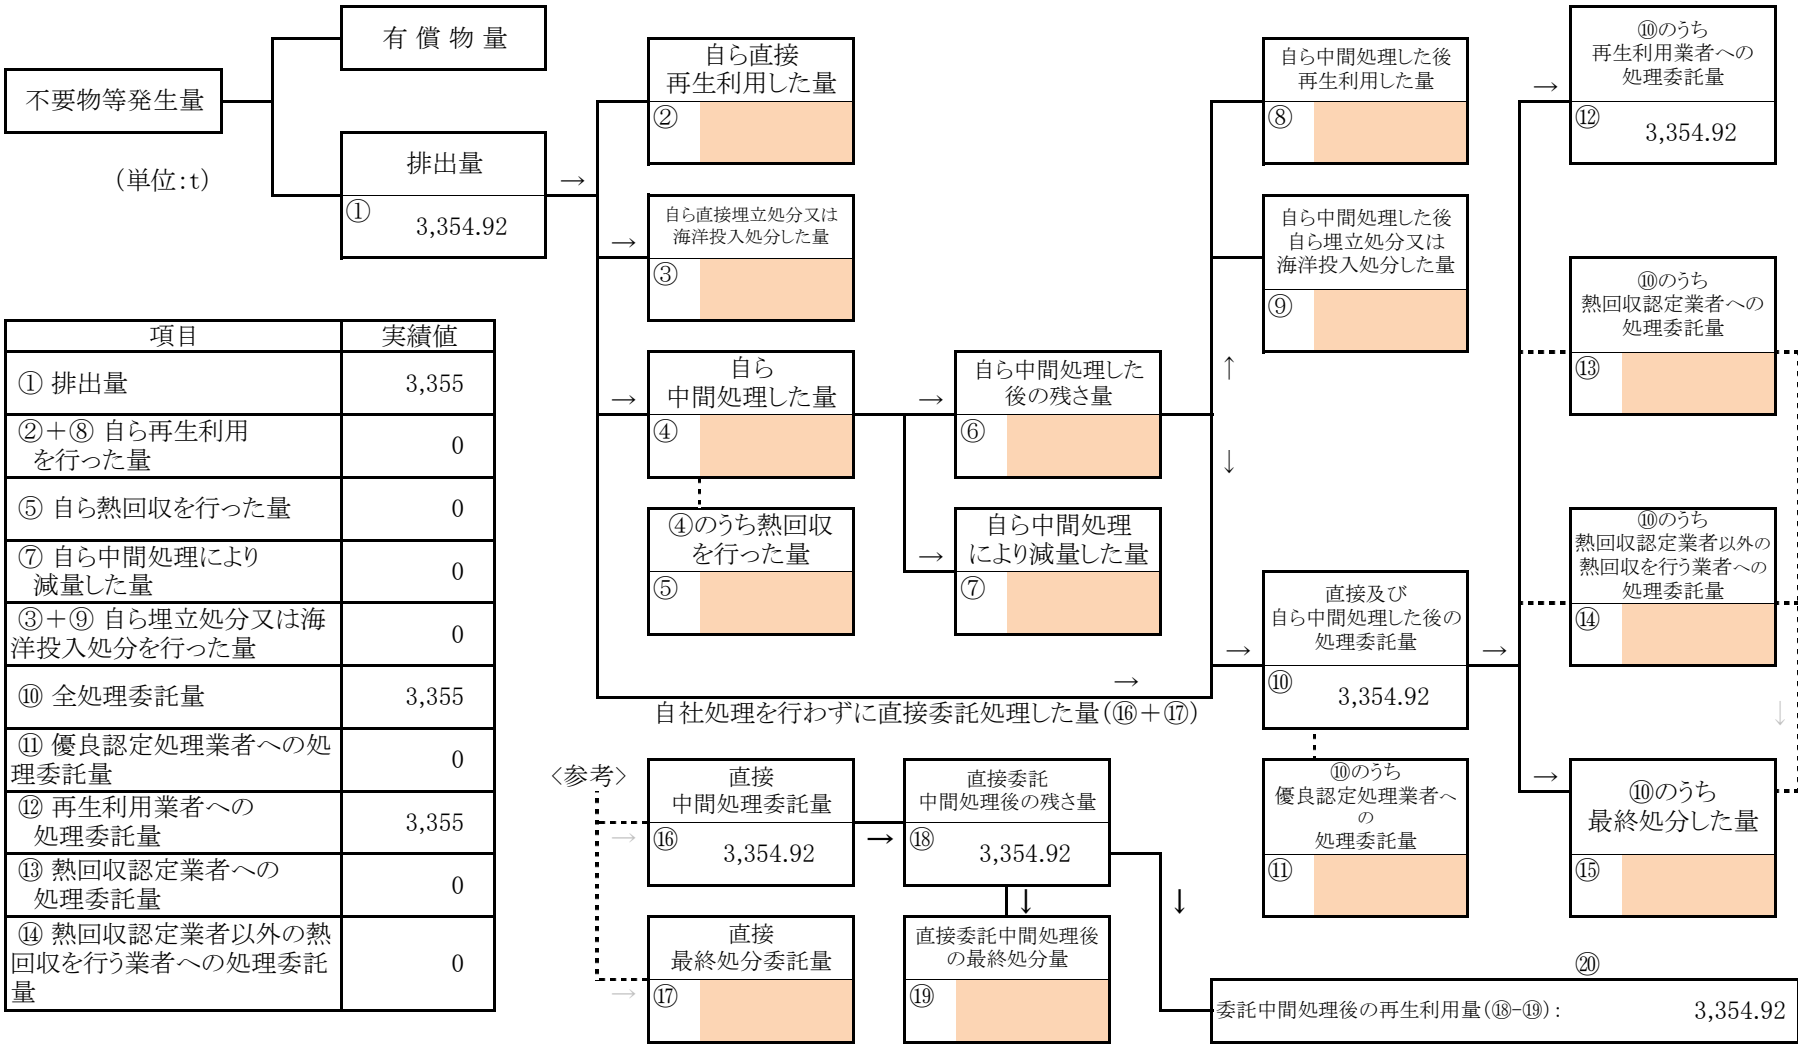 不要物等発生量
(単位:t)
有 償 物 量
排出量
① 3,354.92
→
自ら直接
再生利用した量
②
→
自ら直接埋立処分又は
海洋投入処分した量
③
→
自ら
中間処理した量
④
④のうち熱回収
を行った量
⑤
→
自ら中間処理した
後の残さ量
⑥
→
自ら中間処理
により減量した量
⑦
↑
↓
自ら中間処理した後
再生利用した量
⑧
自ら中間処理した後
自ら埋立処分又は
海洋投入処分した量
⑨
→
自社処理を行わずに直接委託処理した量(⑯+⑰)
→
直接及び
自ら中間処理した後の
処理委託量
⑩ 3,354.92
→
⑩のうち
優良認定処理業者へ
の
処理委託量
⑪
→
⑩のうち
再生利用業者への
処理委託量
⑫ 3,354.92
⑩のうち
熱回収認定業者への
処理委託量
⑬
⑩のうち
熱回収認定業者以外の
熱回収を行う業者への
処理委託量
⑭
↓
→
⑩のうち
最終処分した量
⑮
項目 実績値
① 排出量 3,355
②+⑧ 自ら再生利用
を行った量 0
⑤ 自ら熱回収を行った量 0
⑦ 自ら中間処理により
減量した量 0
③+⑨ 自ら埋立処分又は海
洋投入処分を行った量 0
⑩ 全処理委託量 3,355
⑪ 優良認定処理業者への処
理委託量 0
⑫ 再生利用業者への
処理委託量 3,355
⑬ 熱回収認定業者への
処理委託量 0
⑭ 熱回収認定業者以外の熱
回収を行う業者への処理委託
量 0
<参考>
→
直接
中間処理委託量
⑯ 3,354.92
→
直接委託
中間処理後の残さ量
⑱ 3,354.92
↓
↓
→
直接
最終処分委託量
⑰
直接委託中間処理後
の最終処分量
⑲
⑳
委託中間処理後の再生利用量(⑱-⑲): 3,354.92